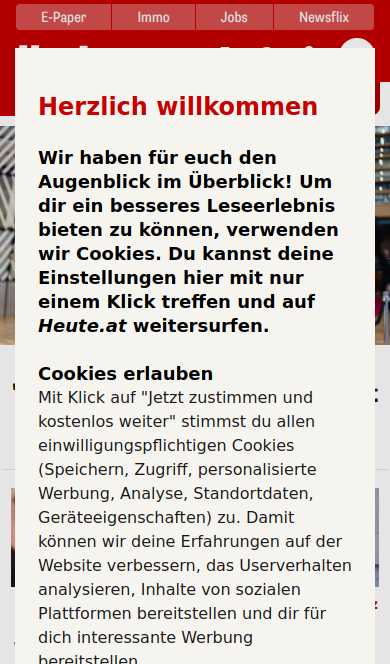 E-Paper
Immo
Jobs
Newsflix
Herzlich willkommen
Wir haben für euch den
Augenblick im Überblick! Um
dir ein besseres Leseerlebnis
bieten zu können, verwenden
wir Cookies. Du kannst deine
Einstellungen hier mit nur
einem Klick treffen und auf
Heute.at weitersurfen.
Cookies erlauben
Mit Klick auf "Jetzt zustimmen und
kostenlos weiter" stimmst du allen
einwilligungspflichtigen Cookies
(Speichern, Zugriff, personalisierte
Werbung, Analyse, Standortdaten,
Geräteeigenschaften) zu. Damit
können wir deine Erfahrungen auf der
Website verbessern, das Userverhalten
analysieren, Inhalte von sozialen
Plattformen bereitstellen und dir für
dich interessante Werbung
bereitstellen